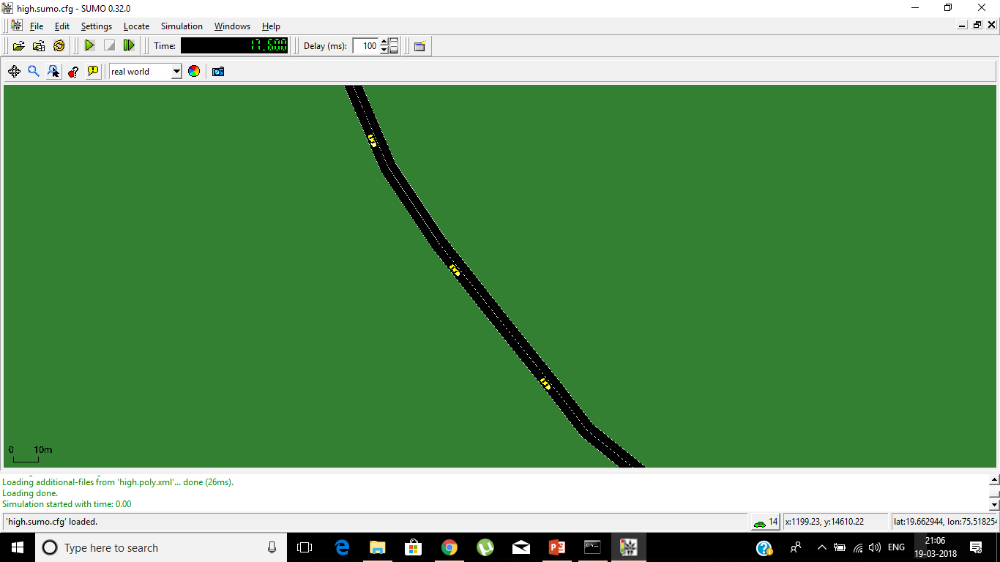 high.sumo.cfg - SUMO 0.32.0
File Edit Settings Locate Simulation Windows Help
Time: 17.600 Delay (ms): 100
real world
0 10m
Loading additional-files from 'high.poly.xml'... done (26ms).
Loading done.
Simulation started with time: 0.00
'high.sumo.cfg' loaded. 14 x:1199.23, y:14610.22 lat:19.662944, lon:75.518254
Type here to search ENG 21:06
19-03-2018